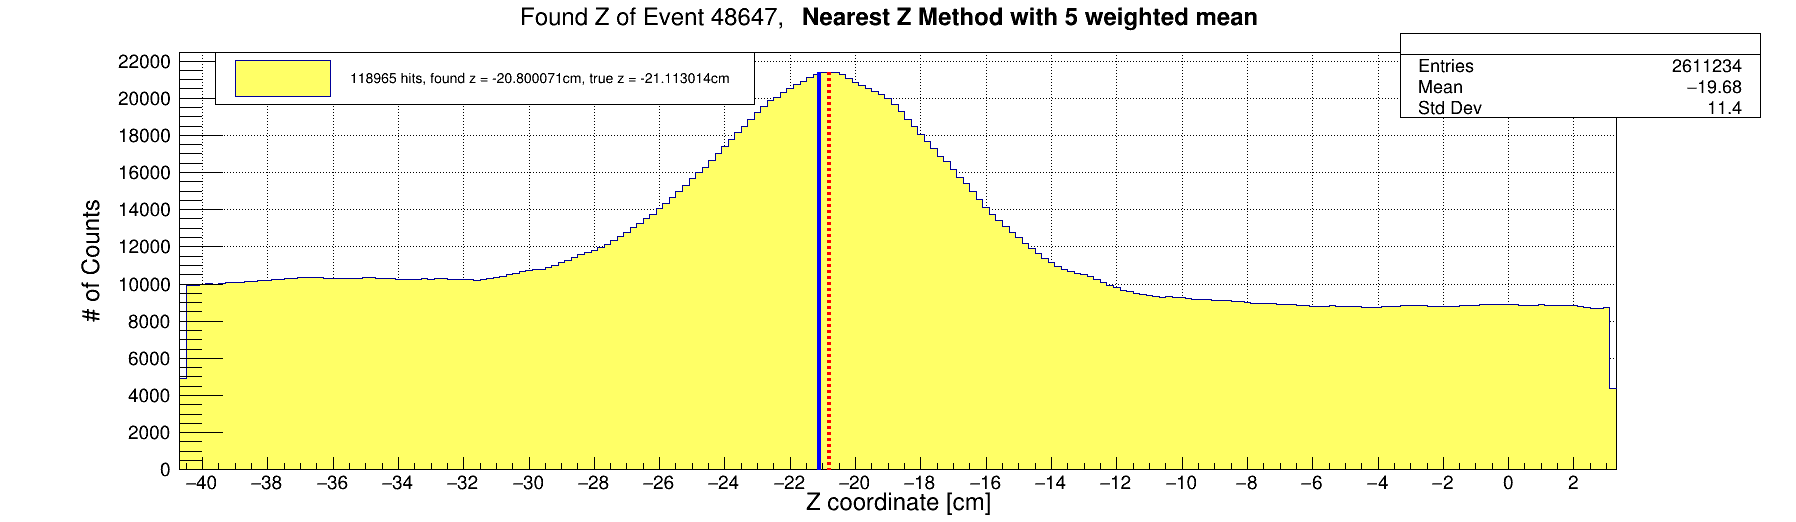 Found Z of Event 48647, Nearest Z Method with 5 weighted mean
118965 hits, found z = -20.800071cm, true z = -21.113014cm
Entries 2611234
Mean −19.68
Std Dev 11.4
# of Counts
22000
20000
18000
16000
14000
12000
10000
8000
6000
4000
2000
0
−40 −38 −36 −34 −32 −30 −28 −26 −24 −22 −20 −18 −16 −14 −12 −10 −8 −6 −4 −2 0 2
Z coordinate [cm]